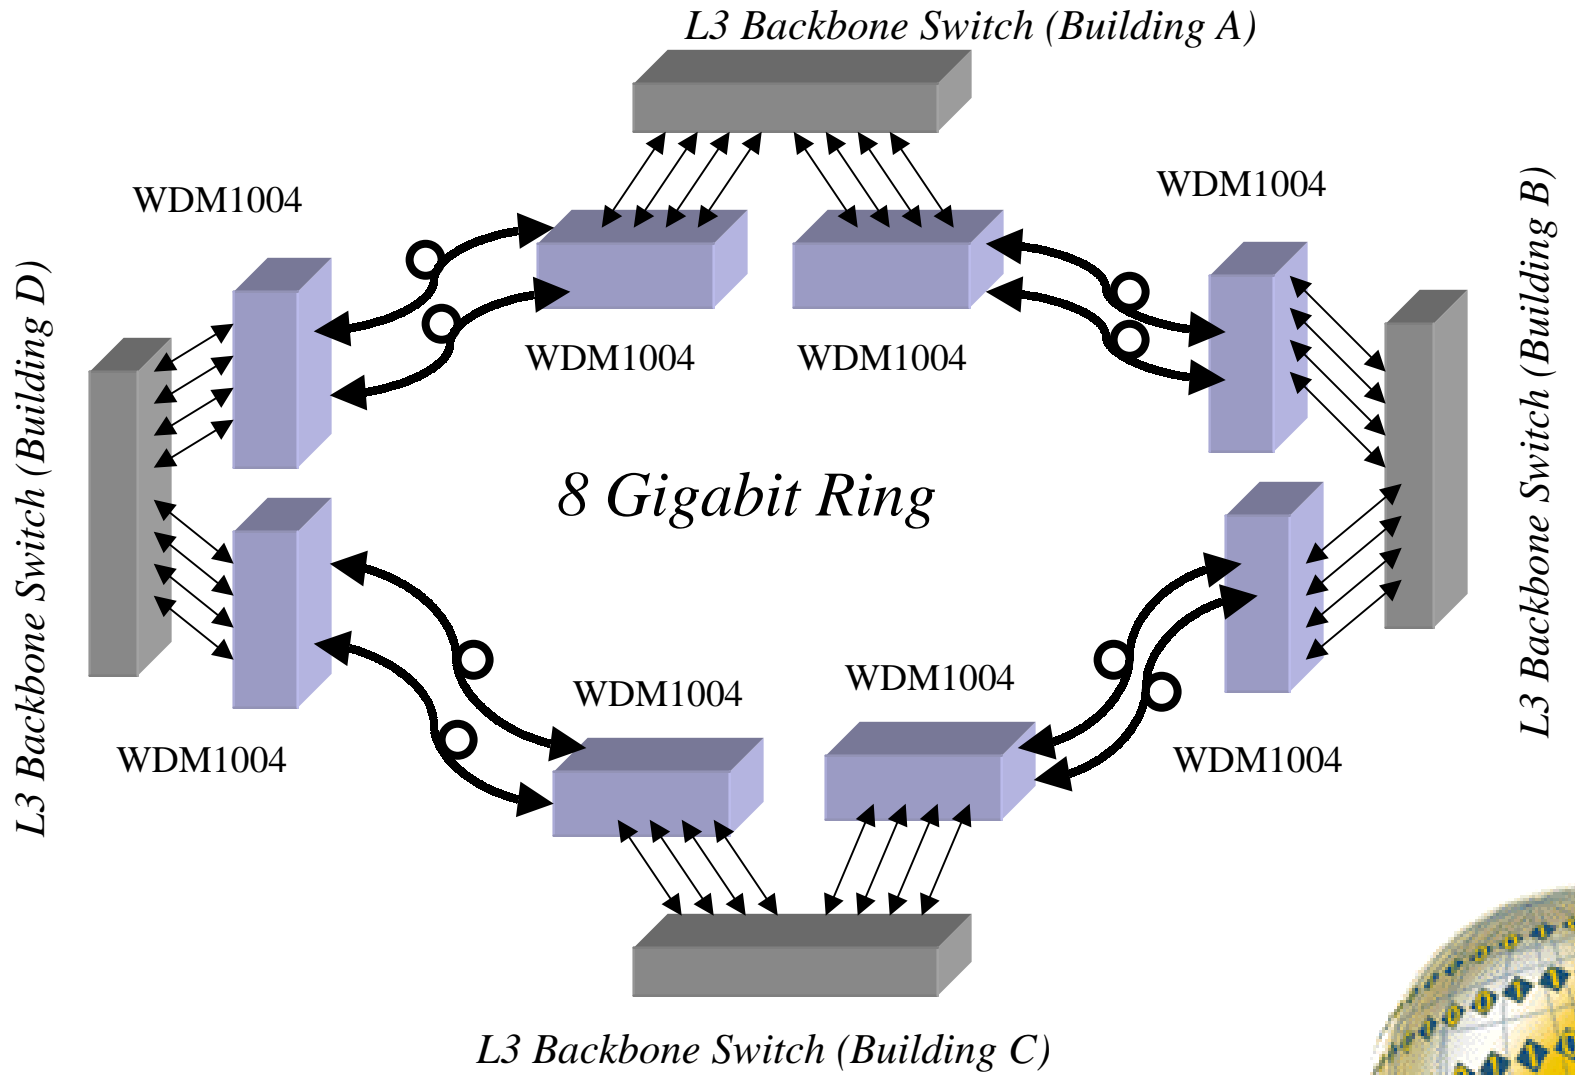 L3 Backbone Switch (Building A)
WDM1004
WDM1004
L3 Backbone Switch (Building D)
L3 Backbone Switch (Building B)
WDM1004
WDM1004
8 Gigabit Ring
WDM1004
WDM1004
WDM1004
WDM1004
L3 Backbone Switch (Building C)